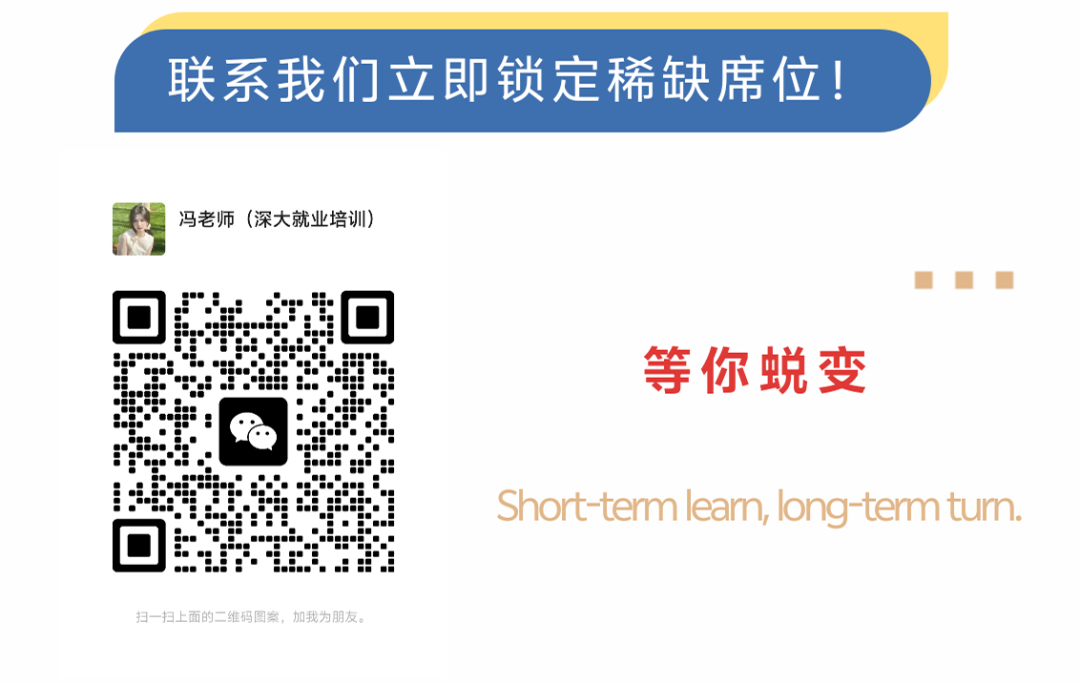 联系我们立即锁定稀缺席位！
冯老师（深大就业培训）
等你蜕变
Short-term learn, long-term turn.
扫一扫上面的二维码图案，加我为朋友。